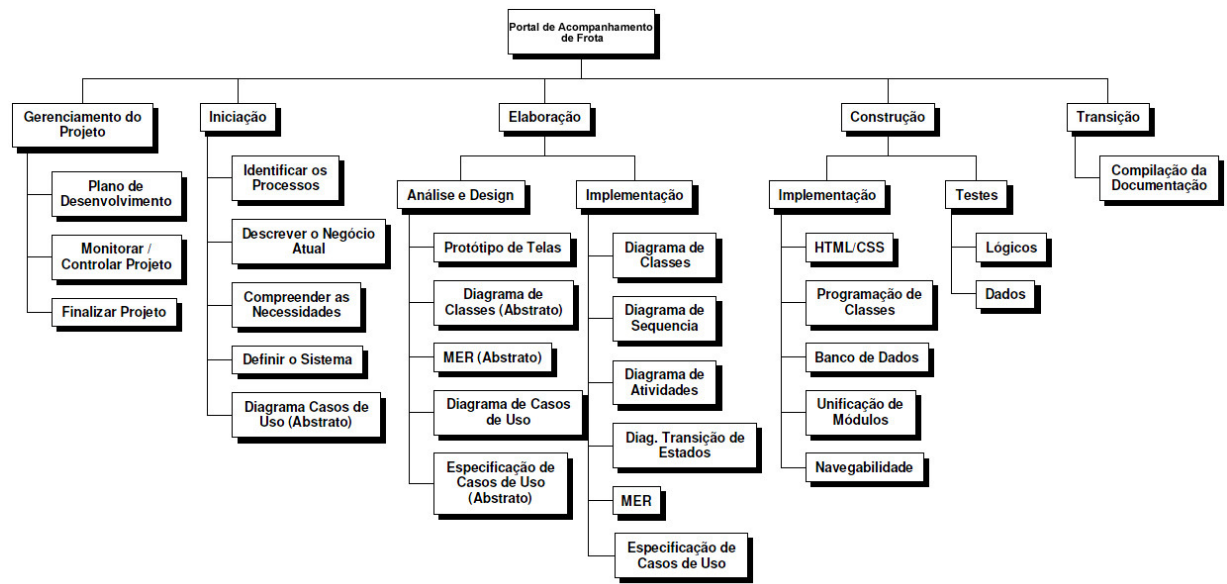 Portal de Acompanhamento
de Frota
Gerenciamento do
Projeto
Iniciação
Elaboração
Construção
Transição
Plano de
Desenvolvimento
Monitorar /
Controlar Projeto
Finalizar Projeto
Identificar os
Processos
Descrever o Negócio
Atual
Compreender as
Necessidades
Definir o Sistema
Diagrama Casos de
Uso (Abstrato)
Análise e Design
Protótipo de Telas
Diagrama de
Classes (Abstrato)
MER (Abstrato)
Diagrama de Casos
de Uso
Especificação de
Casos de Uso
(Abstrato)
Implementação
Diagrama de
Classes
Diagrama de
Sequencia
Diagrama de
Atividades
Diag. Transição de
Estados
MER
Especificação de
Casos de Uso
Implementação
HTML/CSS
Programação de
Classes
Banco de Dados
Unificação de
Módulos
Navegabilidade
Testes
Lógicos
Dados
Compilação da
Documentação